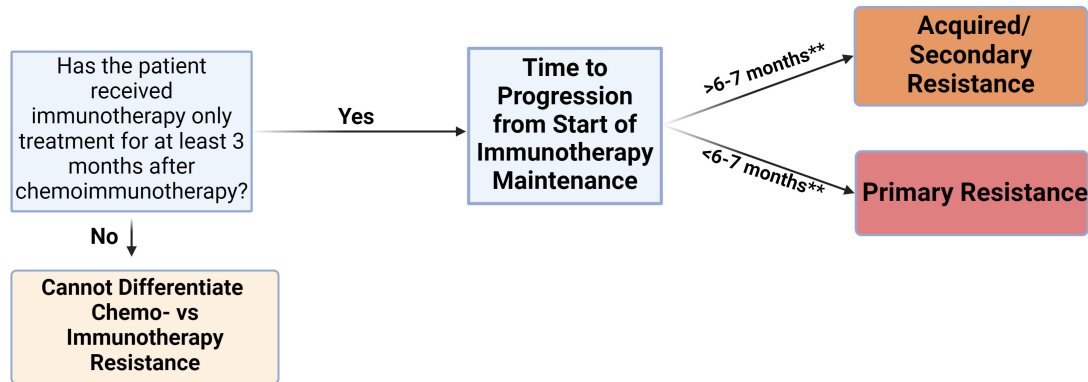 Has the patient
received
immunotherapy only
treatment for at least 3
months after
chemoimmunotherapy?
Yes
Time to
Progression
from Start of
Immunotherapy
Maintenance
>6-7 months**
Acquired/
Secondary
Resistance
<6-7 months**
Primary Resistance
No
Cannot Differentiate
Chemo- vs
Immunotherapy
Resistance